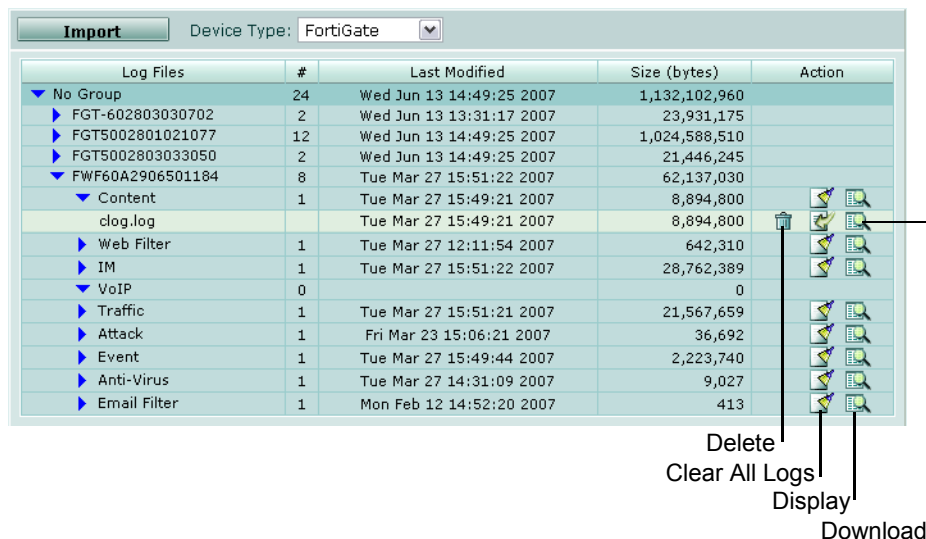 Import Device Type: FortiGate
Log Files # Last Modified Size (bytes) Action
No Group 24 Wed Jun 13 14:49:25 2007 1,132,102,960
FGT-602803030702 2 Wed Jun 13 13:31:17 2007 23,931,175
FGT5002801021077 12 Wed Jun 13 14:49:25 2007 1,024,588,510
FGT5002803033050 2 Wed Jun 13 14:49:25 2007 21,446,245
FWF60A2906501184 8 Tue Mar 27 15:51:22 2007 62,137,030
Content 1 Tue Mar 27 15:49:21 2007 8,894,800
clog.log Tue Mar 27 15:49:21 2007 8,894,800
Web Filter 1 Tue Mar 27 12:11:54 2007 642,310
IM 1 Tue Mar 27 15:51:22 2007 28,762,389
VoIP 0 0
Traffic 1 Tue Mar 27 15:51:21 2007 21,567,659
Attack 1 Fri Mar 23 15:06:21 2007 36,692
Event 1 Tue Mar 27 15:49:44 2007 2,223,740
Anti-Virus 1 Tue Mar 27 14:31:09 2007 9,027
Email Filter 1 Mon Feb 12 14:52:20 2007 413
Delete
Clear All Logs
Display
Download